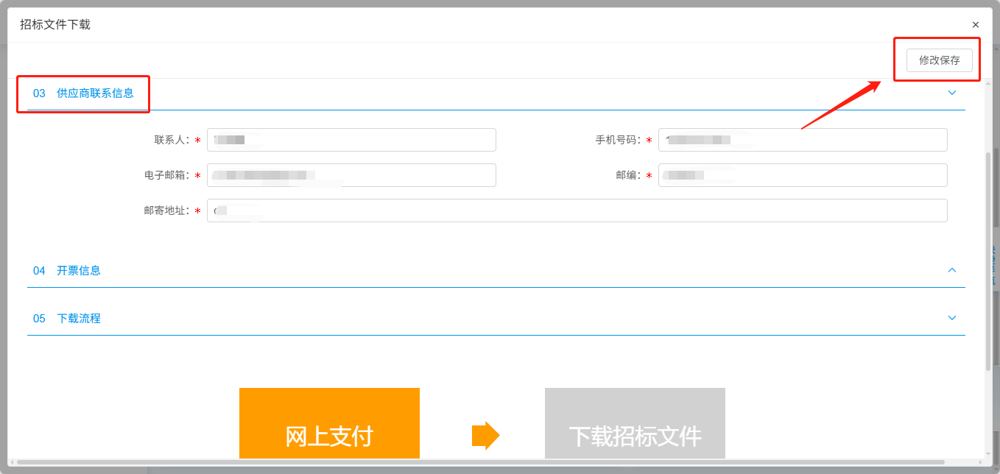 招标文件下载
×
修改保存
03 供应商联系信息
联系人：*
手机号码：*
电子邮箱：*
邮编：*
邮寄地址：*
04 开票信息
05 下载流程
网上支付
下载招标文件